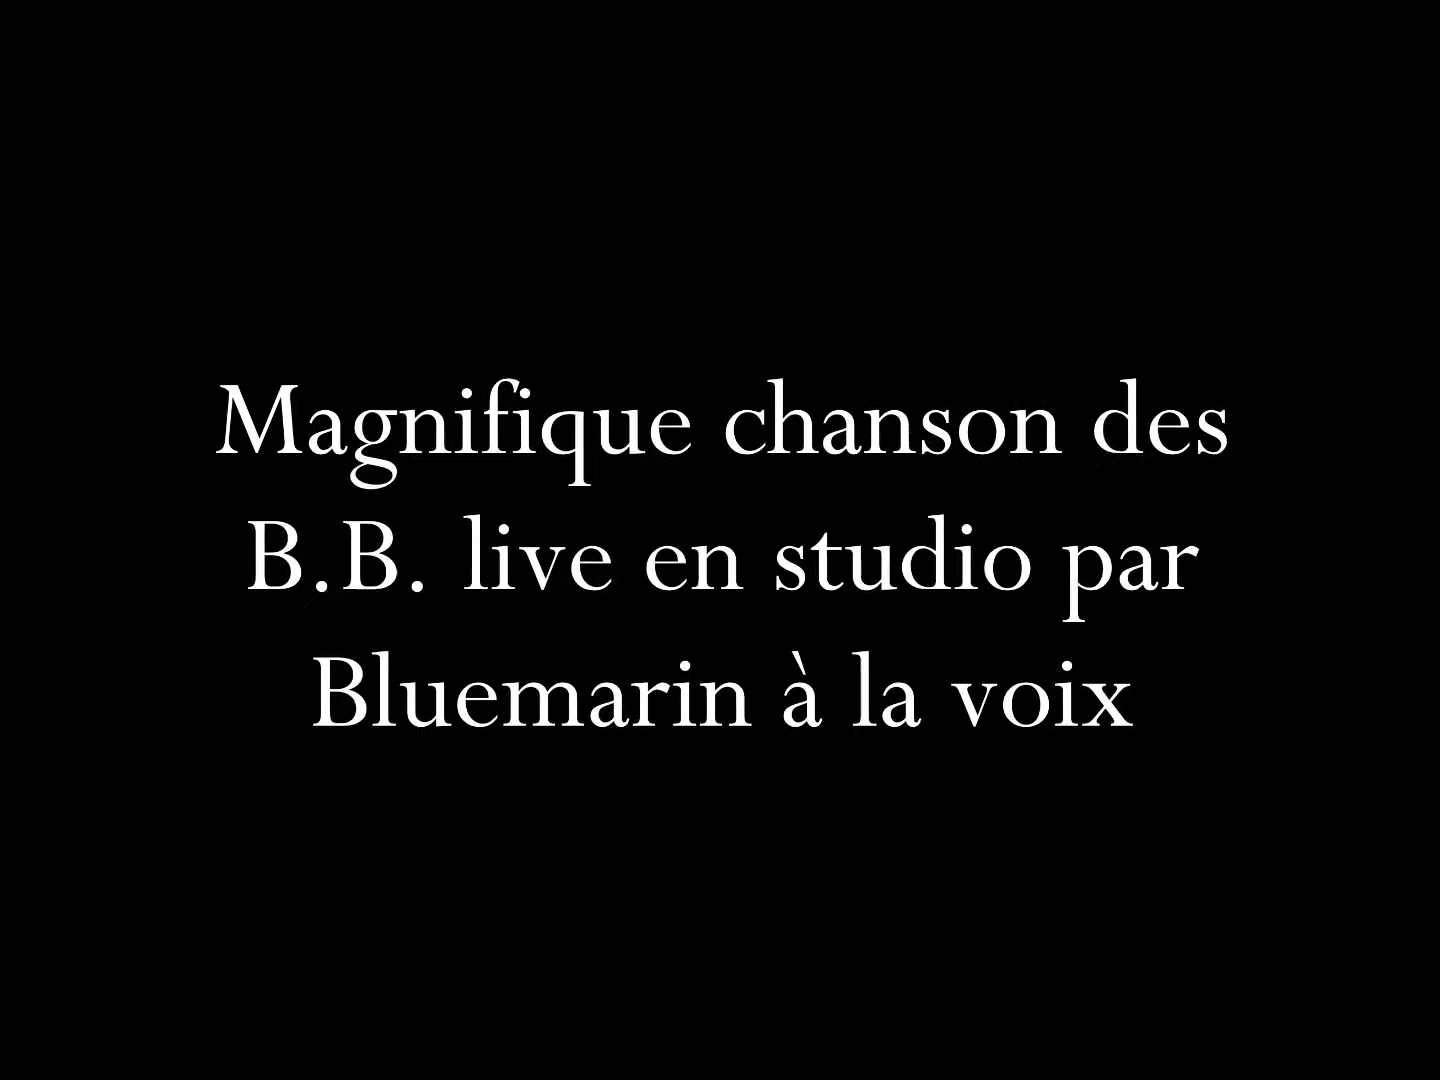 Magnifique chanson des
B.B. live en studio par
Bluemarin à la voix